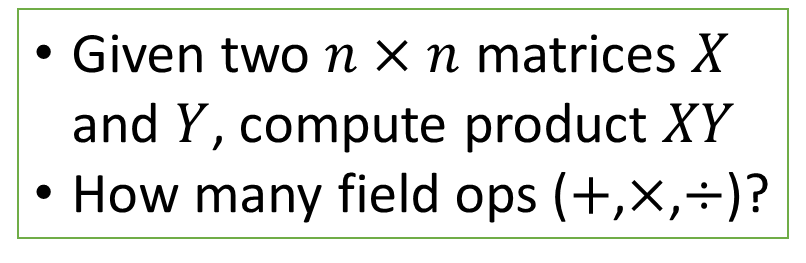 • Given two n × n matrices X
and Y, compute product XY
• How many field ops (+,×,÷)?